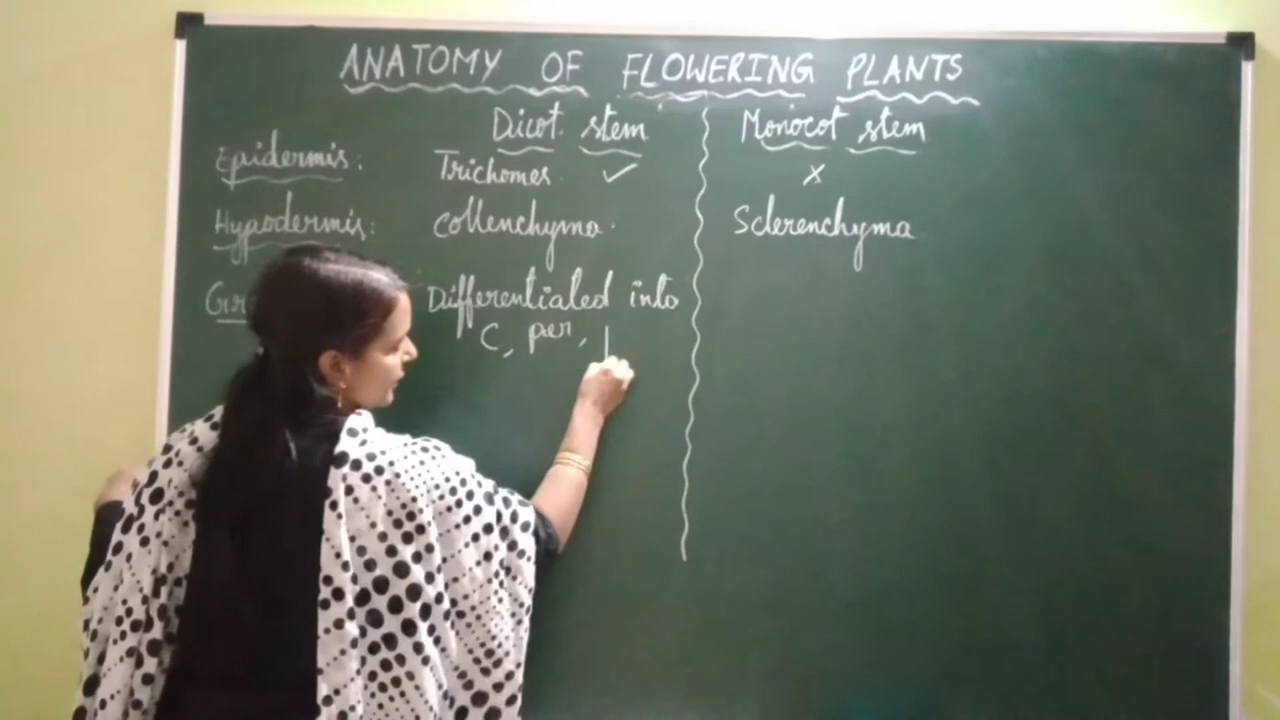 ANATOMY OF FLOWERING PLANTS
Dicot stem Monocot stem
Epidermis: Trichomes ✓ x
Hypodermis: Collenchyma. Sclerenchyma
Differentiated into
C, per,